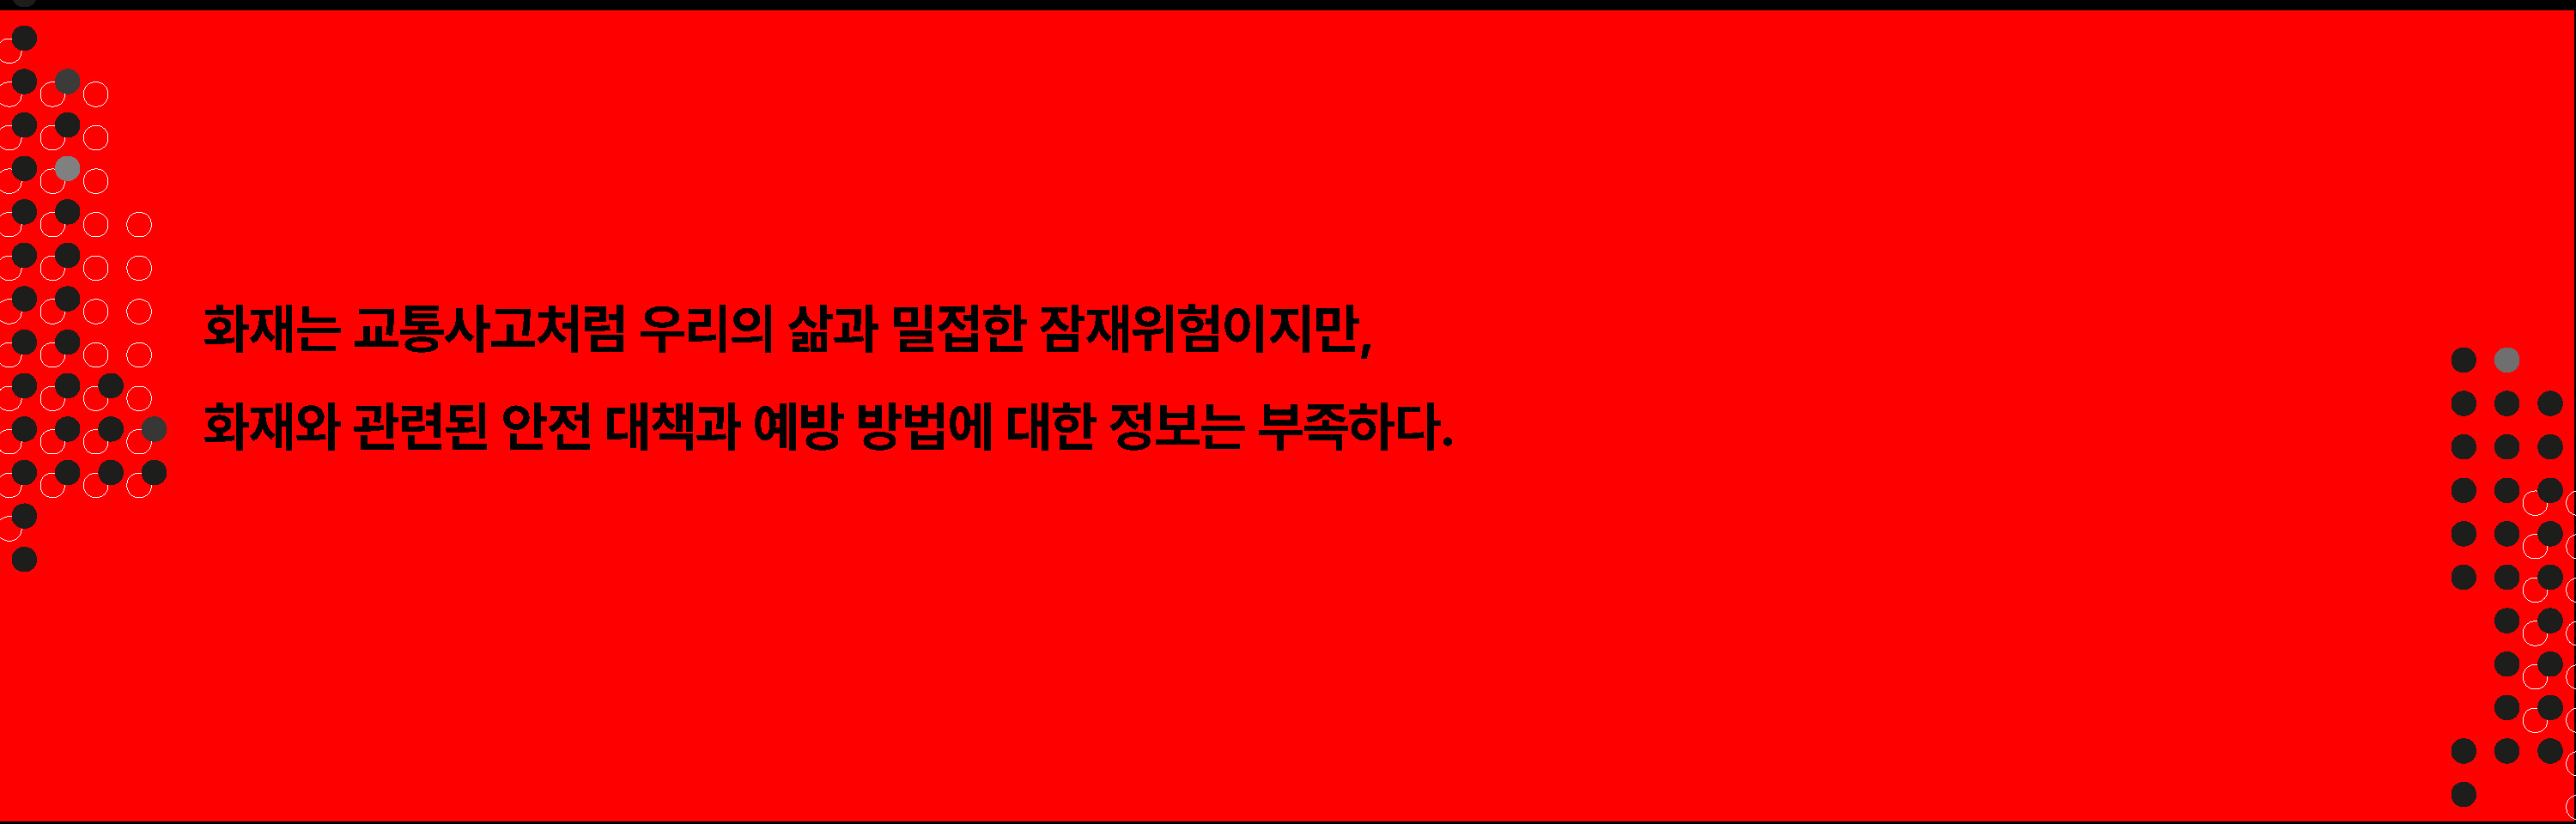 화재는 교통사고처럼 우리의 삶과 밀접한 잠재위험이지만,
화재와 관련된 안전 대책과 예방 방법에 대한 정보는 부족하다.